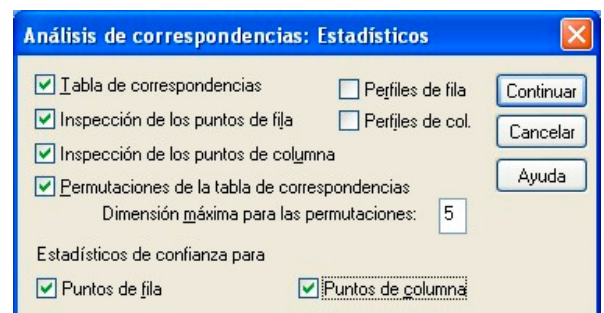 Análisis de correspondencias: Estadísticos
Tabla de correspondencias
Perfiles de fila
Continuar
Inspección de los puntos de fila
Perfiles de col.
Cancelar
Inspección de los puntos de columna
Permutaciones de la tabla de correspondencias
Ayuda
Dimensión máxima para las permutaciones: 5
Estadísticos de confianza para
Puntos de fila
Puntos de columna